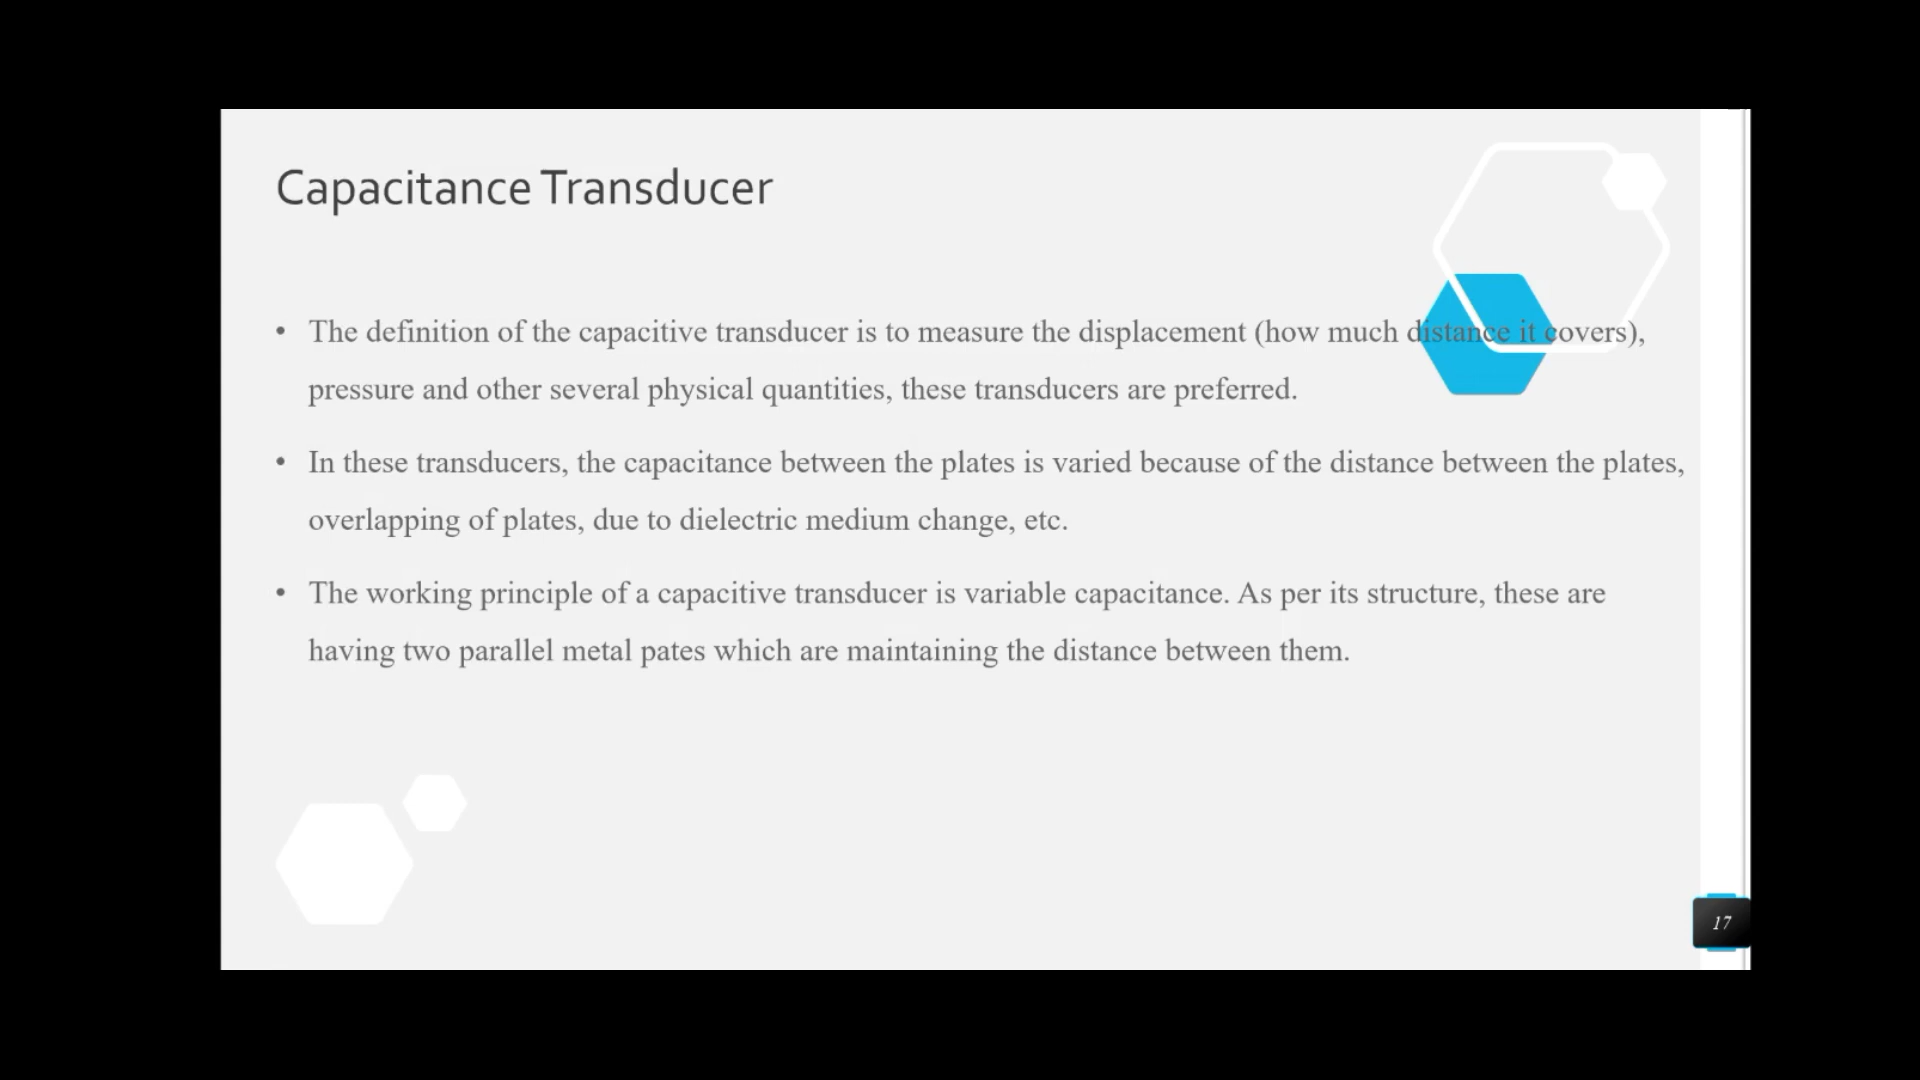 Capacitance Transducer
• The definition of the capacitive transducer is to measure the displacement (how much distance it covers),
pressure and other several physical quantities, these transducers are preferred.
• In these transducers, the capacitance between the plates is varied because of the distance between the plates,
overlapping of plates, due to dielectric medium change, etc.
• The working principle of a capacitive transducer is variable capacitance. As per its structure, these are
having two parallel metal pates which are maintaining the distance between them.
17